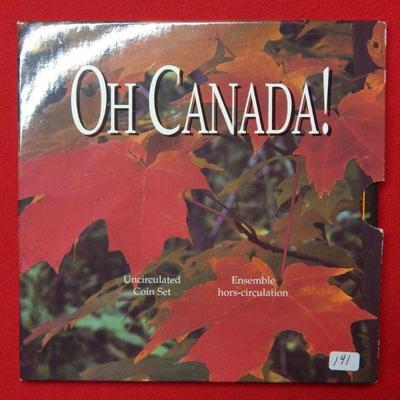 OH CANADA!
Uncirculated
Coin Set
Ensemble
hors-circulation
141